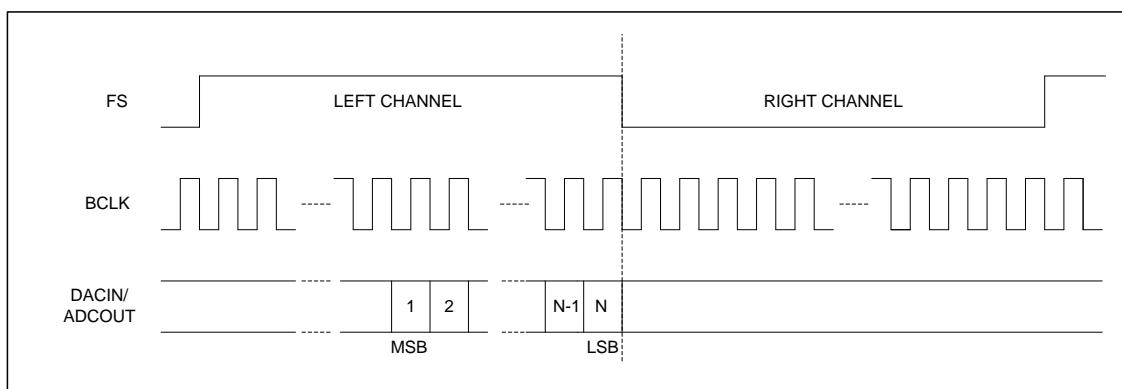 FS
LEFT CHANNEL
RIGHT CHANNEL
BCLK
DACIN/
ADCOUT
1
2
N-1
N
MSB
LSB